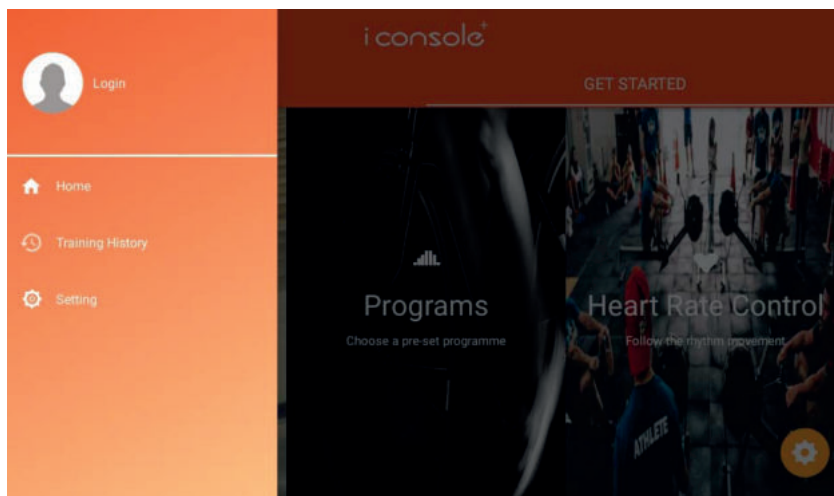 Login
Home
Training History
Setting
i console+
GET STARTED
Programs
Choose a pre-set programme
Heart Rate Control
Follow the rhythm movement
ATHLETE